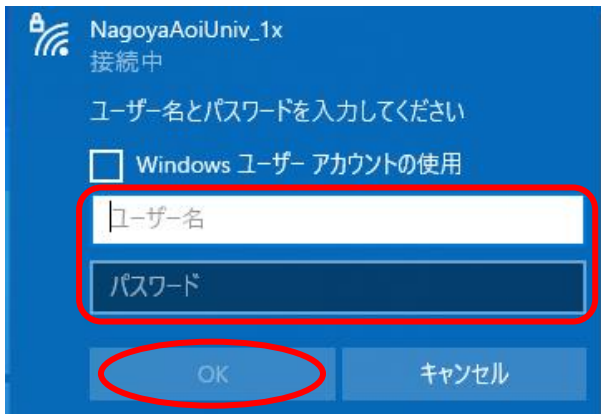 NagoyaAoiUniv_1x
接続中
ユーザー名とパスワードを入力してください
Windows ユーザー アカウントの使用
ユーザー名
パスワード
OK
キャンセル